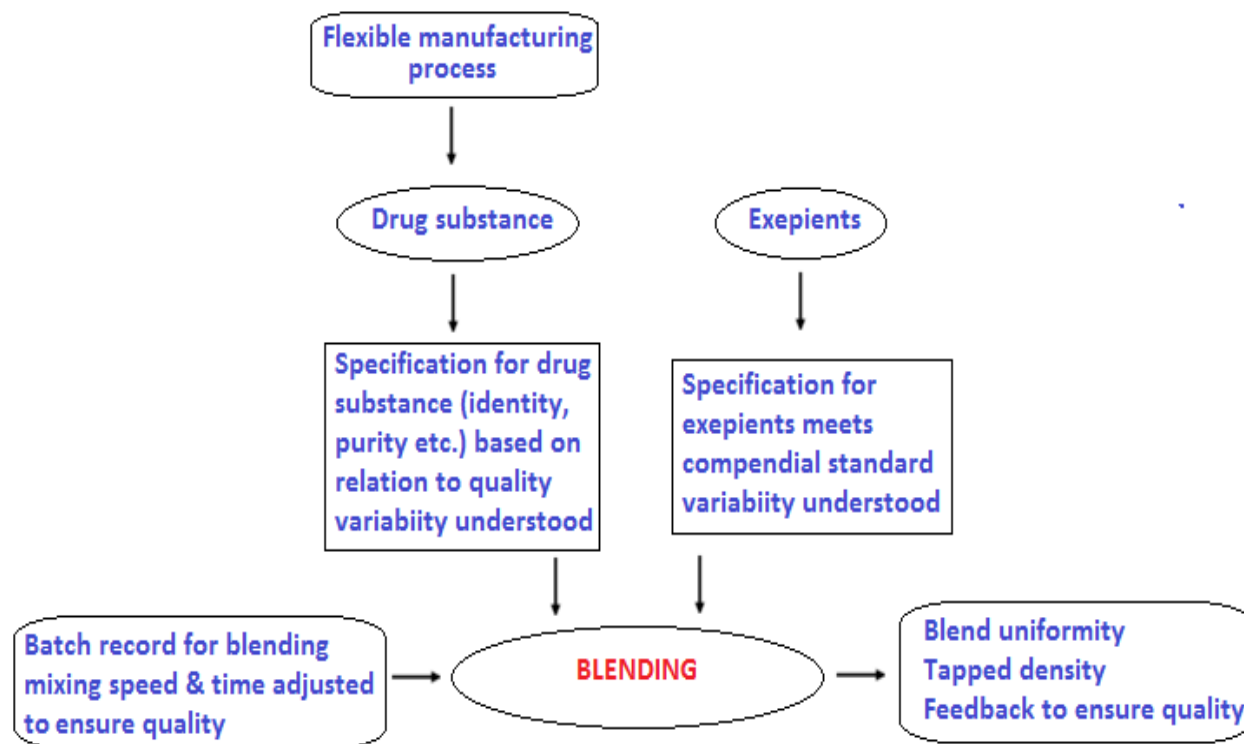 Flexible manufacturing
process
Drug substance
Exepients
Specification for drug
substance (identity,
purity etc.) based on
relation to quality
variabiity understood
Specification for
exepients meets
compendial standard
variabiity understood
Batch record for blending
mixing speed & time adjusted
to ensure quality
BLENDING
Blend uniformity
Tapped density
Feedback to ensure quality